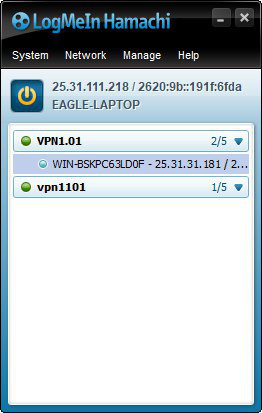 LogMeIn Hamachi
System Network Manage Help
25.31.111.218 / 2620:9b::191f:6fda
EAGLE-LAPTOP
VPN1.01 2/5
WIN-BSKPC63LD0F - 25.31.31.181 / 2...
vpn1101 1/5